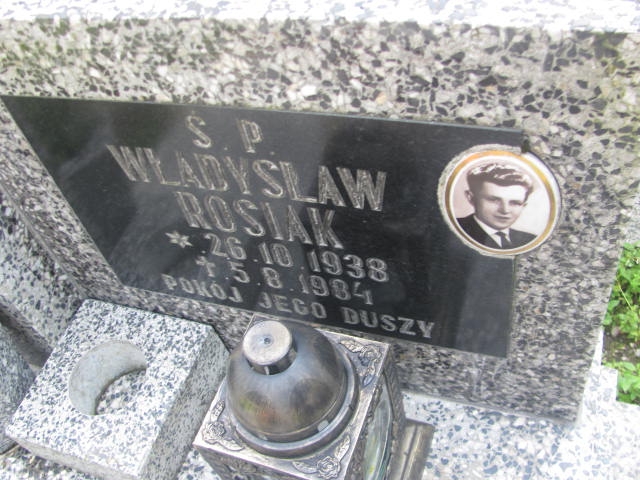 Ś P
WŁADYSŁAW
ROSIAK
* 26.10.1938
+ 5.8.1984
POKÓJ JEGO DUSZY